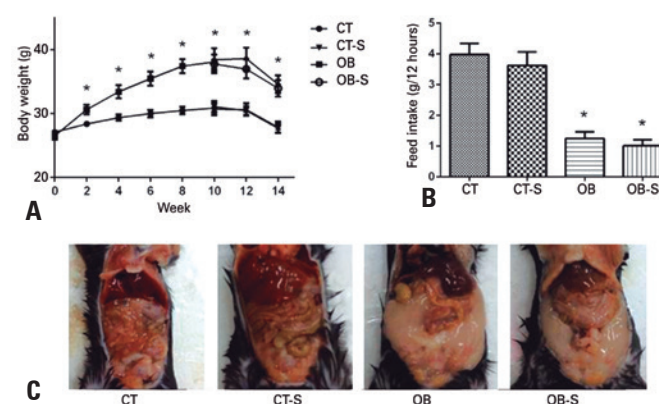 40
30
20
Body weight (g)
* * * * * * *
0 2 4 6 8 10 12 14
Week
CT
CT-S
OB
OB-S
A
5
4
3
2
1
0
Feed intake (g/12 hours)
* *
CT CT-S OB OB-S
B
C
CT CT-S OB OB-S